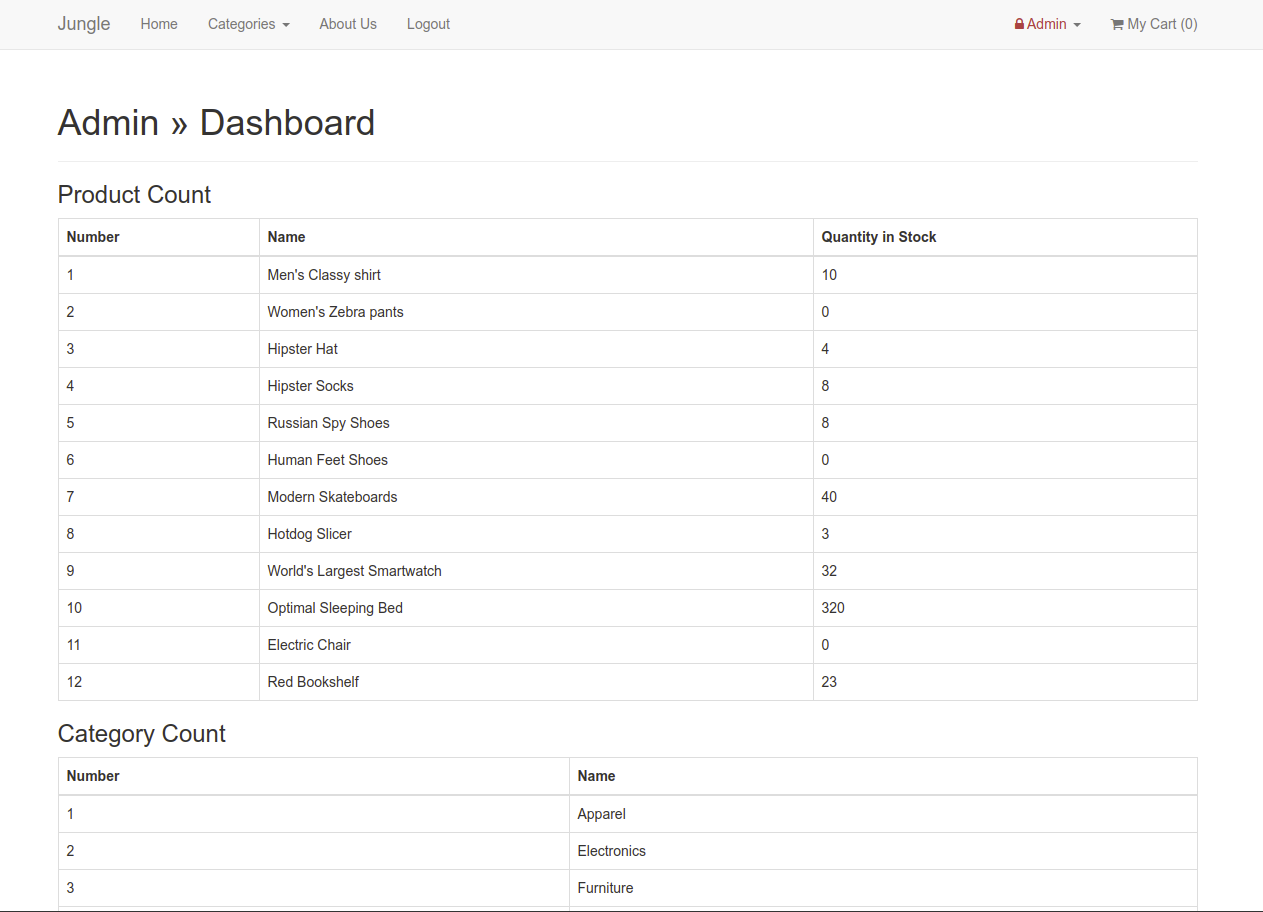 Jungle Home Categories About Us Logout Admin My Cart (0)
Admin » Dashboard
Product Count
Number Name Quantity in Stock
1 Men's Classy shirt 10
2 Women's Zebra pants 0
3 Hipster Hat 4
4 Hipster Socks 8
5 Russian Spy Shoes 8
6 Human Feet Shoes 0
7 Modern Skateboards 40
8 Hotdog Slicer 3
9 World's Largest Smartwatch 32
10 Optimal Sleeping Bed 320
11 Electric Chair 0
12 Red Bookshelf 23
Category Count
Number Name
1 Apparel
2 Electronics
3 Furniture